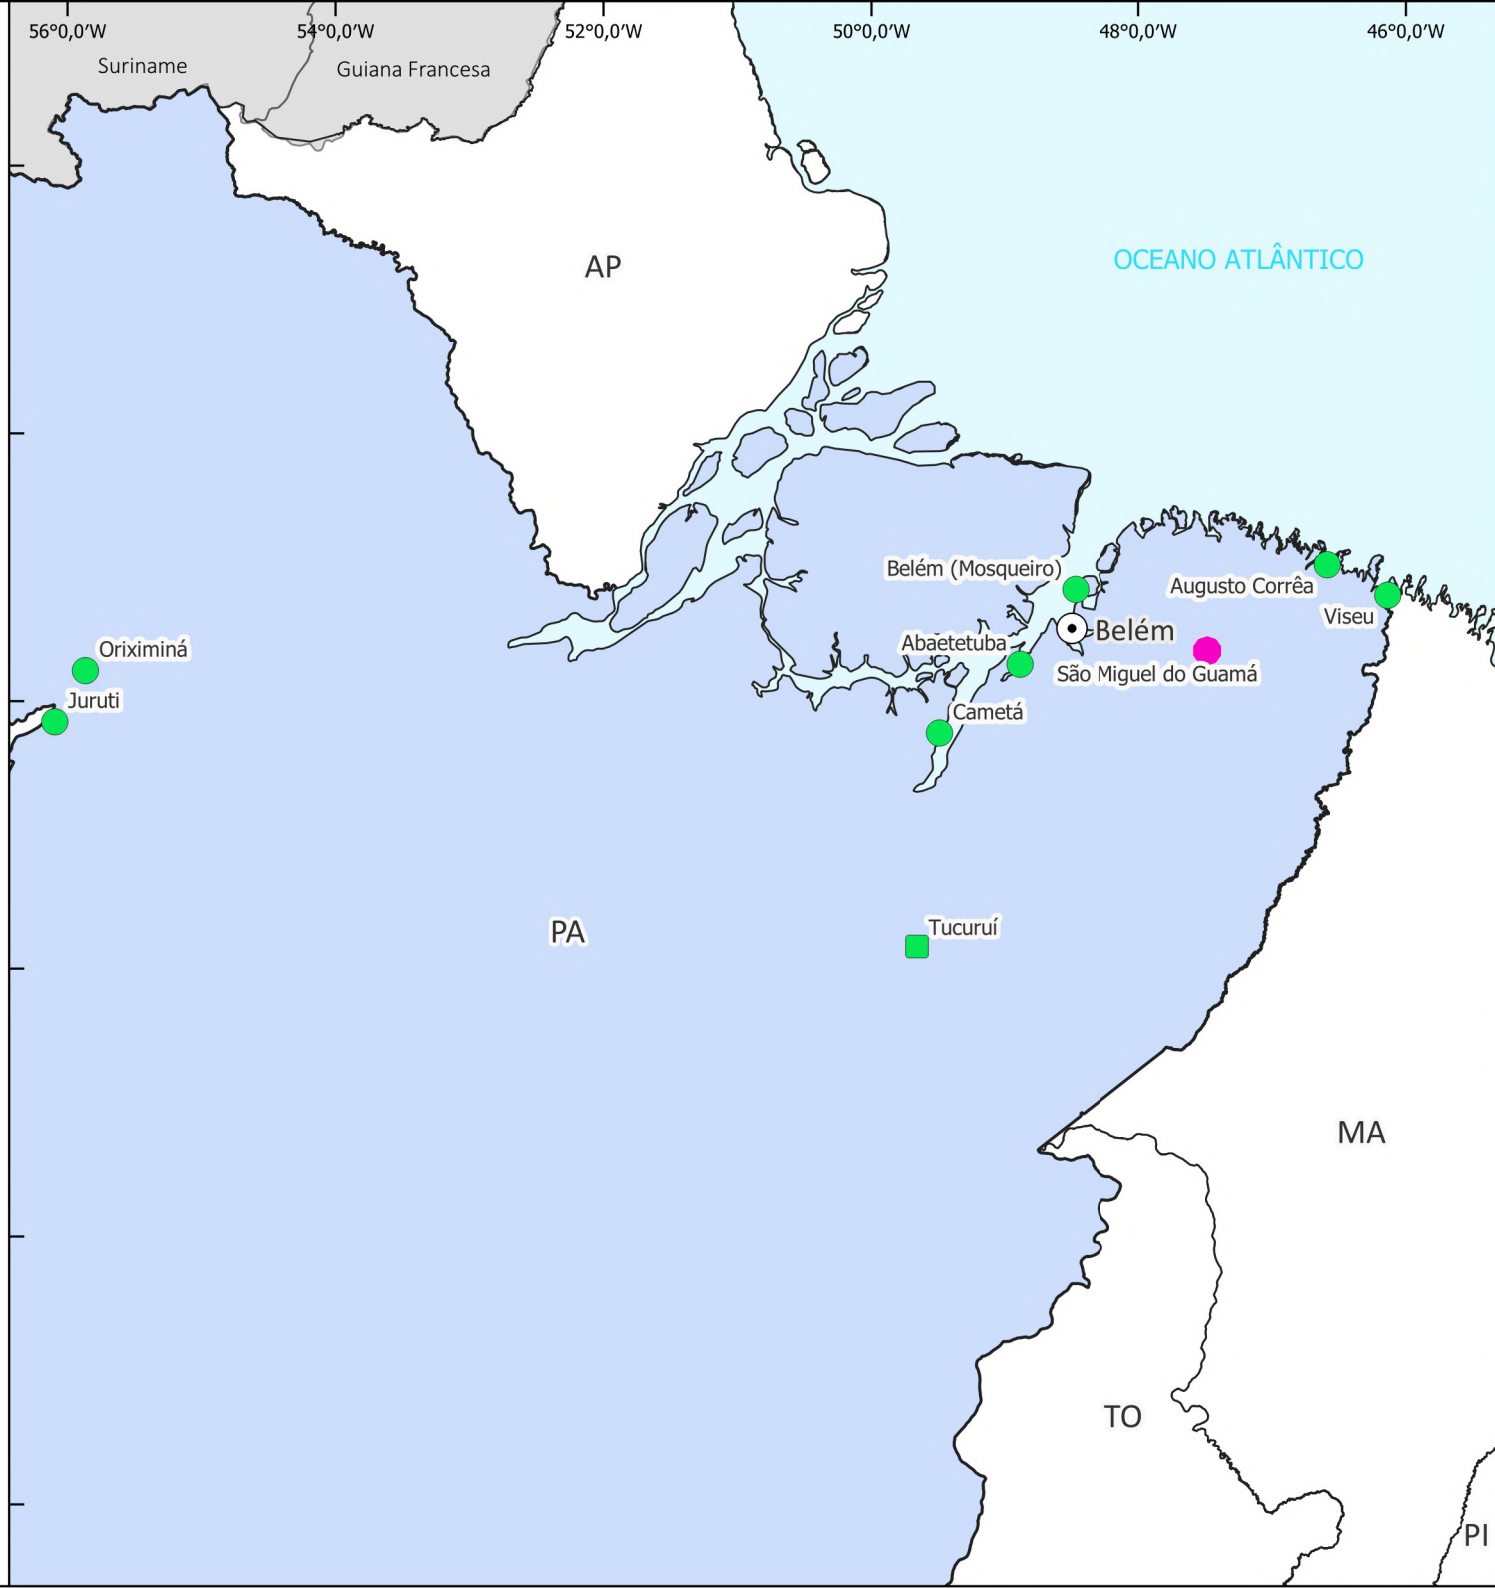 56°0,0'W
54°0,0'W
52°0,0'W
50°0,0'W
48°0,0'W
46°0,0'W
Suriname
Guiana Francesa
AP
OCEANO ATLÂNTICO
Belém (Mosqueiro)
Augusto Corrêa
Viseu
Belém
Abaetetuba
São Miguel do Guamá
Oriximiná
Juruti
Cametá
Tucuruí
PA
MA
TO
PI